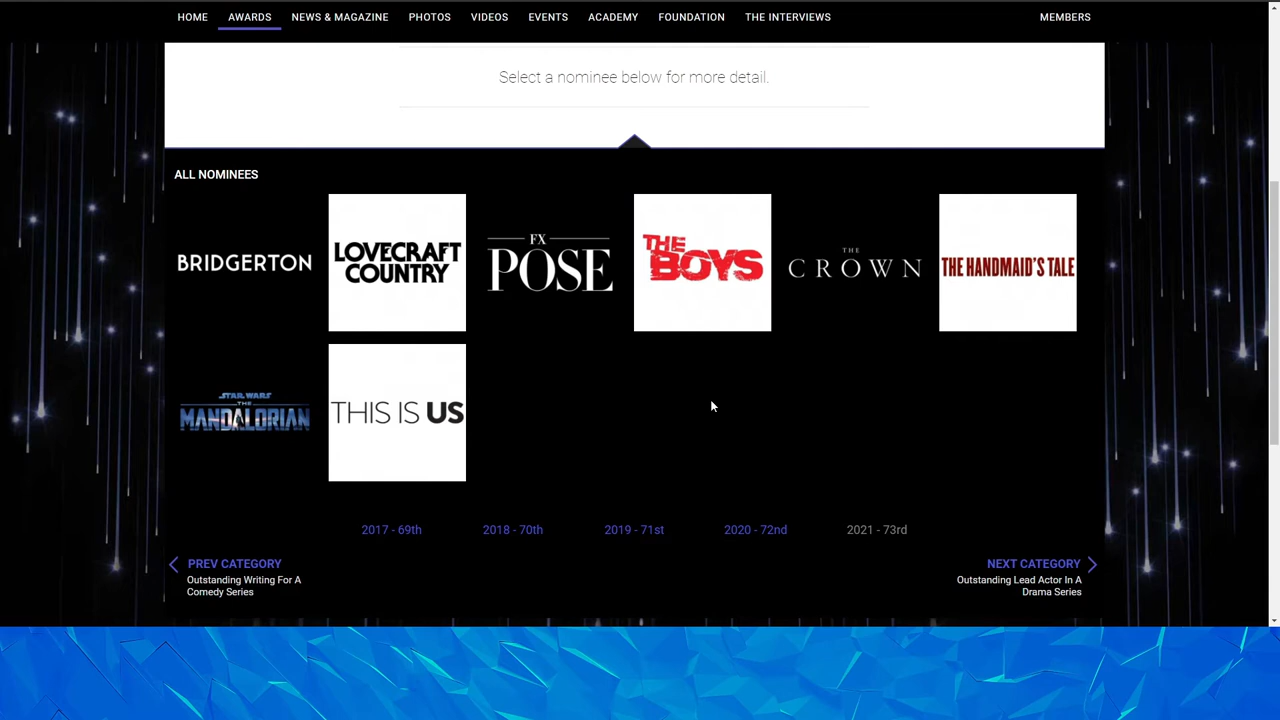 HOME AWARDS NEWS & MAGAZINE PHOTOS VIDEOS EVENTS ACADEMY FOUNDATION THE INTERVIEWS MEMBERS
Select a nominee below for more detail.
ALL NOMINEES
BRIDGERTON
LOVECRAFT
COUNTRY
FX
POSE
THE
BOYS
THE
CROWN
THE HANDMAID'S TALE
STAR WARS
THE
MANDALORIAN
THIS IS US
2017 - 69th 2018 - 70th 2019 - 71st 2020 - 72nd 2021 - 73rd
PREV CATEGORY
Outstanding Writing For A
Comedy Series
NEXT CATEGORY
Outstanding Lead Actor In A
Drama Series